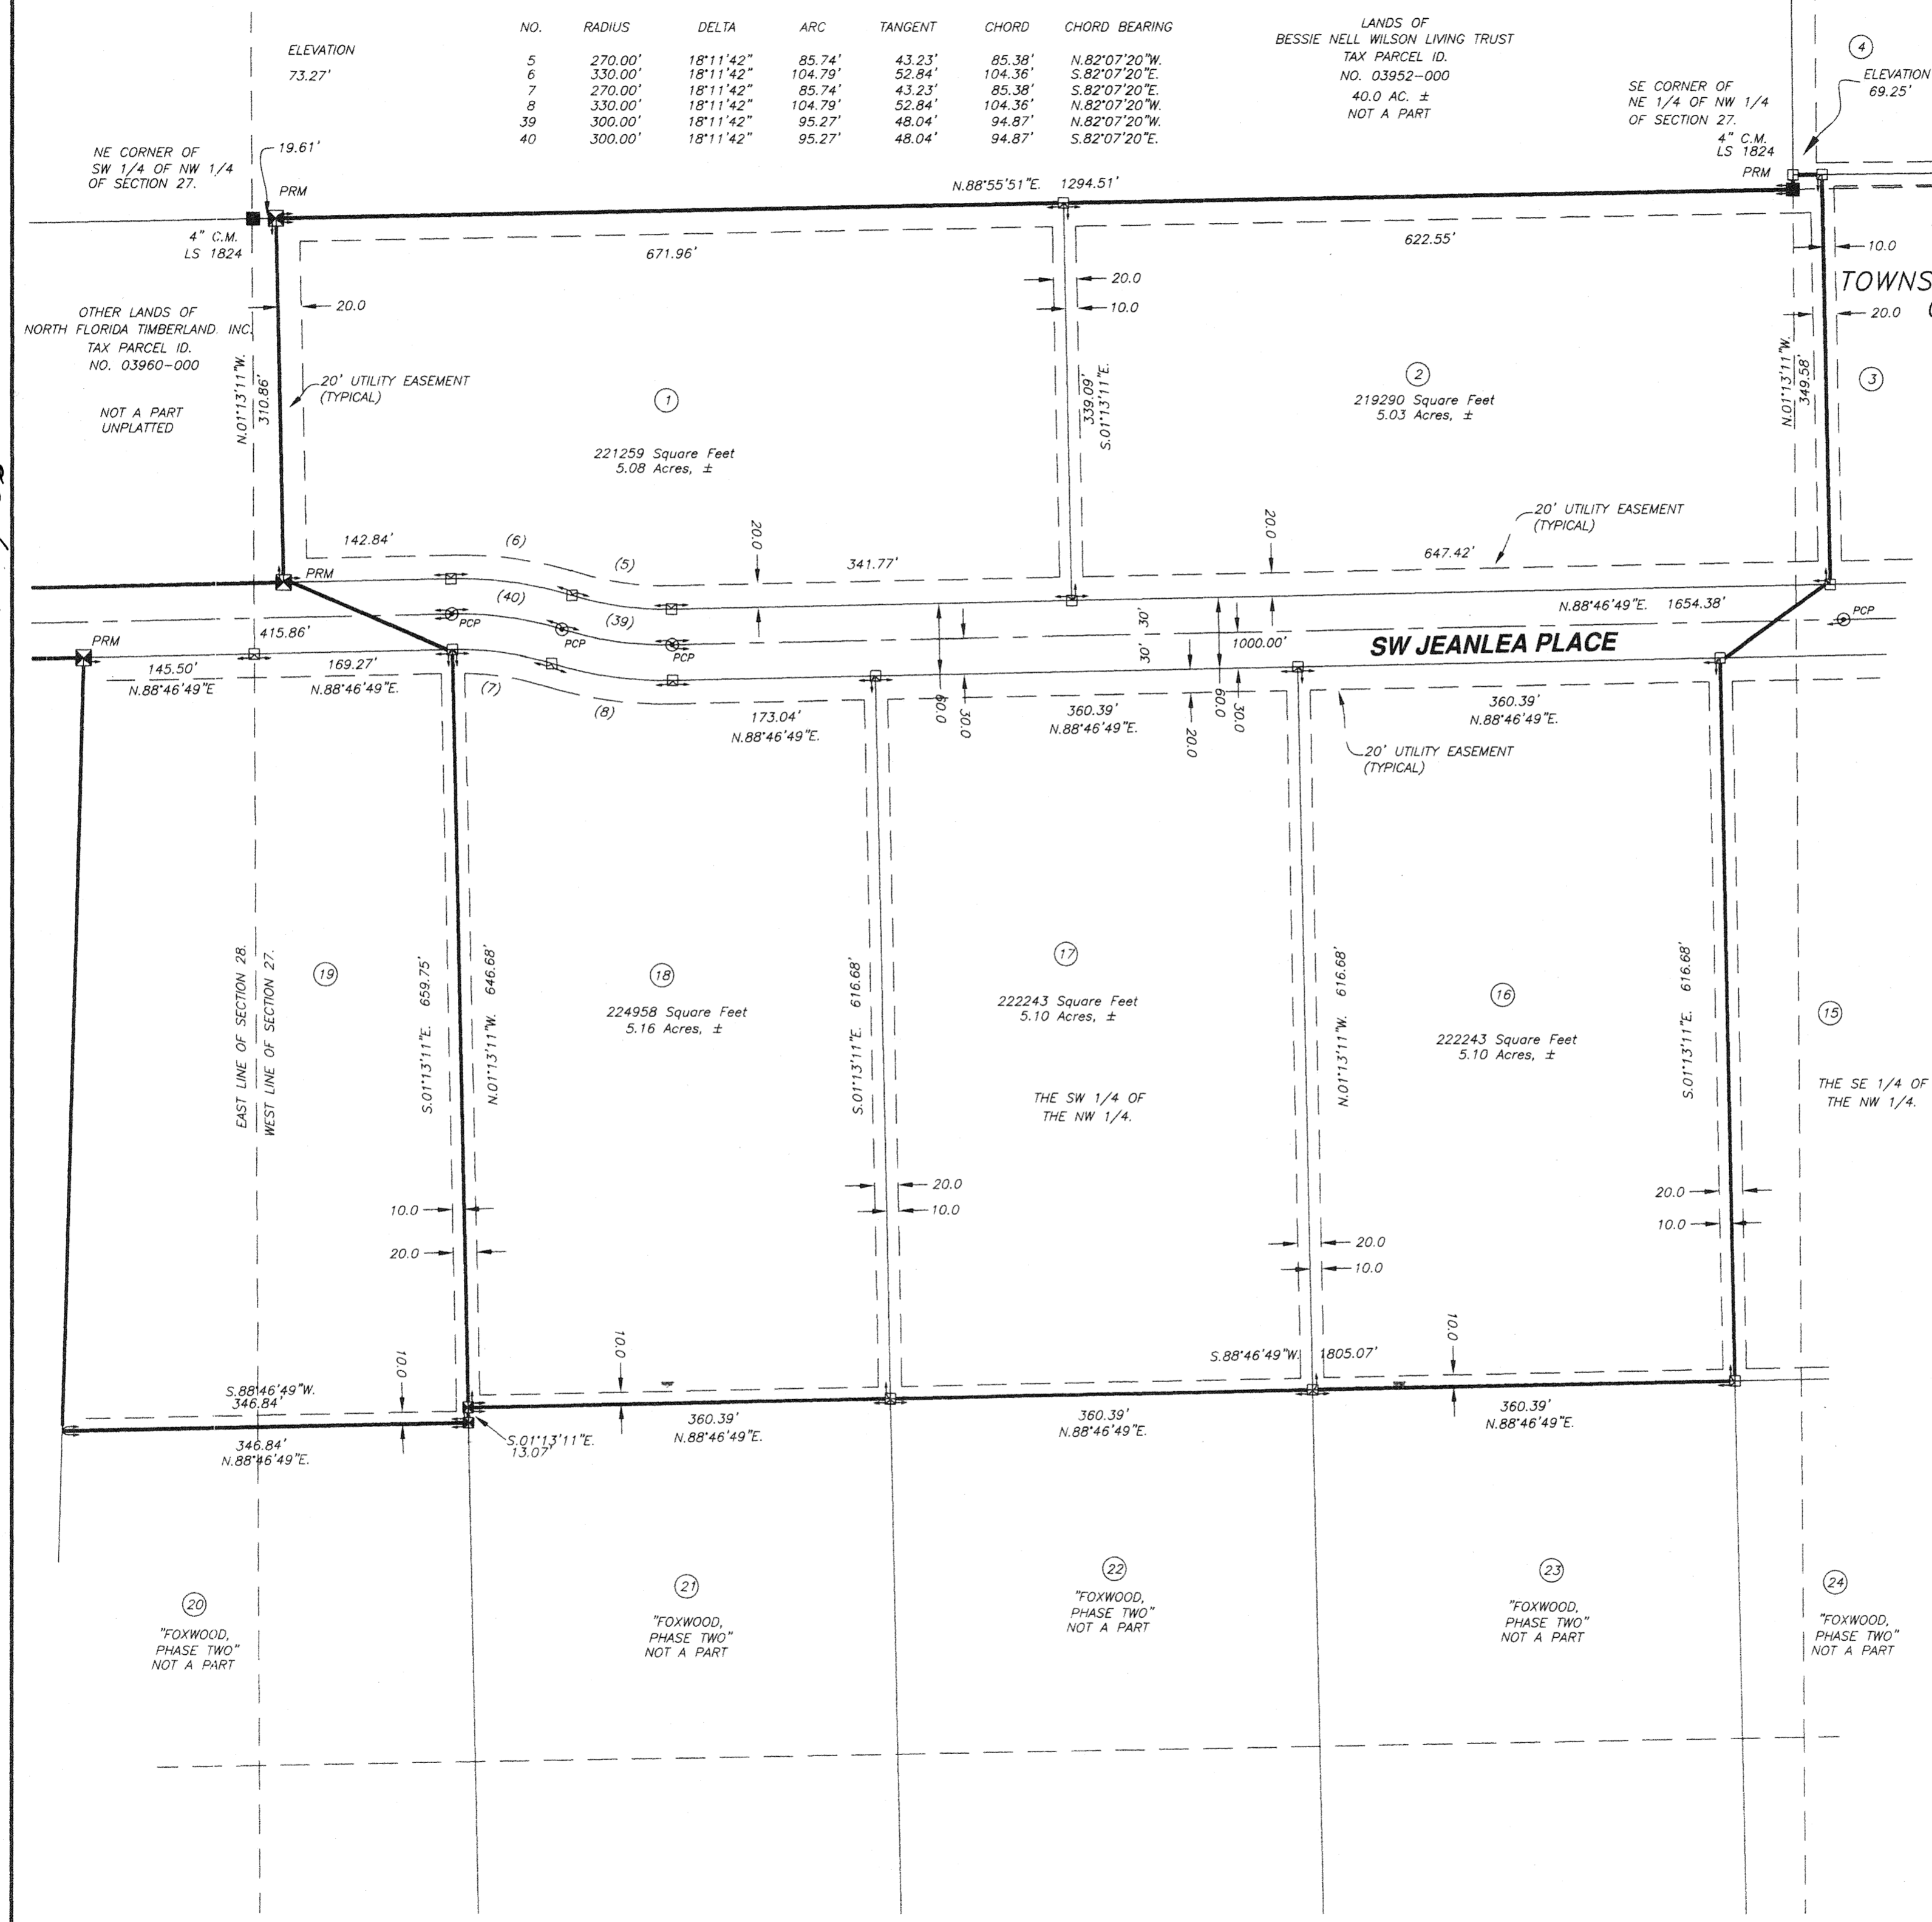 NO. RADIUS DELTA ARC TANGENT CHORD CHORD BEARING
5 270.00' 18°11'42" 85.74' 43.23' 85.38' N.82°07'20"W.
6 330.00' 18°11'42" 104.79' 52.84' 104.36' S.82°07'20"E.
7 270.00' 18°11'42" 85.74' 43.23' 85.38' S.82°07'20"E.
8 330.00' 18°11'42" 104.79' 52.84' 104.36' N.82°07'20"W.
39 300.00' 18°11'42" 95.27' 48.04' 94.87' N.82°07'20"W.
40 300.00' 18°11'42" 95.27' 48.04' 94.87' S.82°07'20"E.
ELEVATION
73.27'
LANDS OF
BESSIE NELL WILSON LIVING TRUST
TAX PARCEL ID.
NO. 03952-000
40.0 AC. ±
NOT A PART
4
ELEVATION
69.25'
SE CORNER OF
NE 1/4 OF NW 1/4
OF SECTION 27.
4" C.M.
LS 1824
PRM
NE CORNER OF
SW 1/4 OF NW 1/4
OF SECTION 27.
19.61'
PRM
N.88°55'51"E. 1294.51'
4" C.M.
LS 1824
671.96'
622.55'
10.0
20.0
10.0
TOWNS
20.0
20.0
OTHER LANDS OF
NORTH FLORIDA TIMBERLAND, INC.
TAX PARCEL ID.
NO. 03960-000
NOT A PART
UNPLATTED
N.01°13'11"W.
310.86'
20' UTILITY EASEMENT
(TYPICAL)
1
221259 Square Feet
5.08 Acres, ±
339.09'
S.01°13'11"E.
2
219290 Square Feet
5.03 Acres, ±
N.01°13'11"W.
349.58'
3
20' UTILITY EASEMENT
(TYPICAL)
142.84'
(6)
(5)
20.0
341.77'
20.0
647.42'
PRM
(40)
(39)
PCP
PCP
PCP
30'
30'
N.88°46'49"E. 1654.38'
PCP
415.86'
PRM
1000.00'
SW JEANLEA PLACE
145.50'
N.88°46'49"E
169.27'
N.88°46'49"E.
(7)
(8)
173.04'
N.88°46'49"E.
60.0
30.0
360.39'
N.88°46'49"E.
20.0
60.0
30.0
360.39'
N.88°46'49"E.
20' UTILITY EASEMENT
(TYPICAL)
EAST LINE OF SECTION 28.
WEST LINE OF SECTION 27.
19
S.01°13'11"E. 659.75'
N.01°13'11"W. 646.68'
18
224958 Square Feet
5.16 Acres, ±
S.01°13'11"E. 616.68'
17
222243 Square Feet
5.10 Acres, ±
THE SW 1/4 OF
THE NW 1/4.
N.01°13'11"W. 616.68'
16
222243 Square Feet
5.10 Acres, ±
S.01°13'11"E. 616.68'
15
THE SE 1/4 OF
THE NW 1/4.
10.0
20.0
20.0
10.0
20.0
10.0
20.0
10.0
10.0
10.0
10.0
S.88°46'49"W. 1805.07'
S.88°46'49"W.
346.84'
346.84'
N.88°46'49"E.
S.01°13'11"E.
13.07'
360.39'
N.88°46'49"E.
360.39'
N.88°46'49"E.
360.39'
N.88°46'49"E.
20
"FOXWOOD,
PHASE TWO"
NOT A PART
21
"FOXWOOD,
PHASE TWO"
NOT A PART
22
"FOXWOOD,
PHASE TWO"
NOT A PART
23
"FOXWOOD,
PHASE TWO"
NOT A PART
24
"FOXWOOD,
PHASE TWO"
NOT A PART